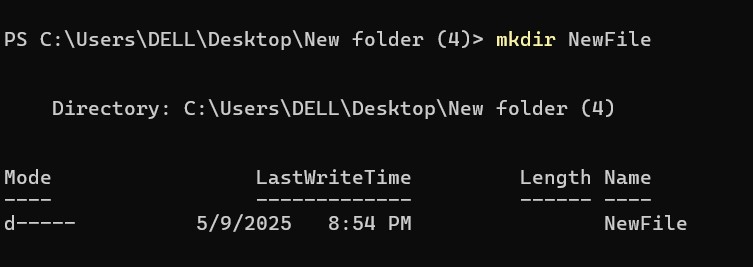 PS C:\Users\DELL\Desktop\New folder (4)> mkdir NewFile
Directory: C:\Users\DELL\Desktop\New folder (4)
Mode                 LastWriteTime         Length Name
----                 -------------         ------ ----
d-----          5/9/2025   8:54 PM                NewFile